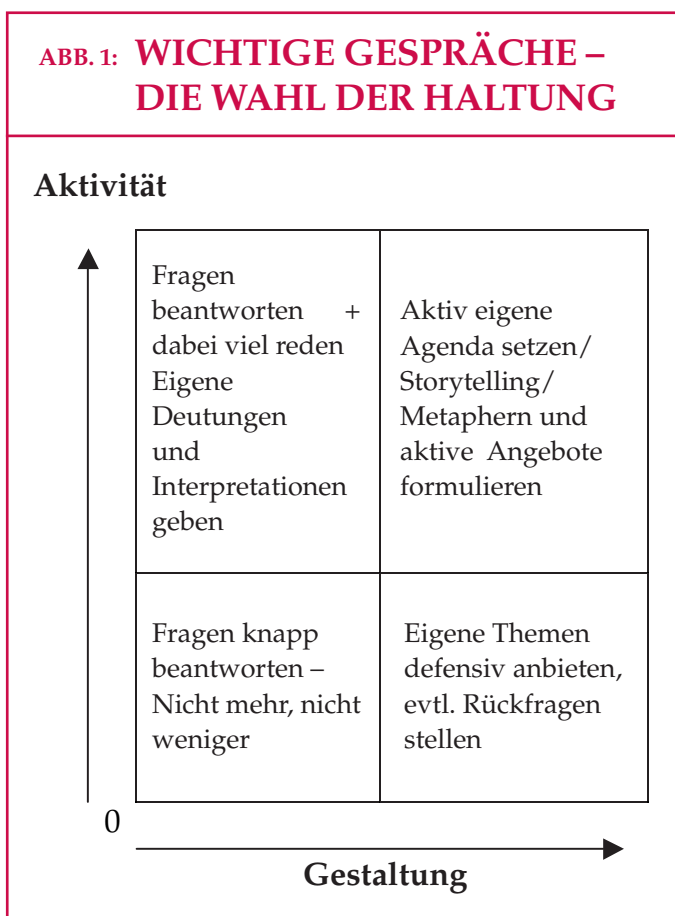 ABB. 1: WICHTIGE GESPRÄCHE –
DIE WAHL DER HALTUNG
Aktivität
Fragen
beantworten +
dabei viel reden
Eigene
Deutungen
und
Interpretationen
geben
Aktiv eigene
Agenda setzen/
Storytelling/
Metaphern und
aktive Angebote
formulieren
Fragen knapp
beantworten –
Nicht mehr, nicht
weniger
Eigene Themen
defensiv anbieten,
evtl. Rückfragen
stellen
0
Gestaltung